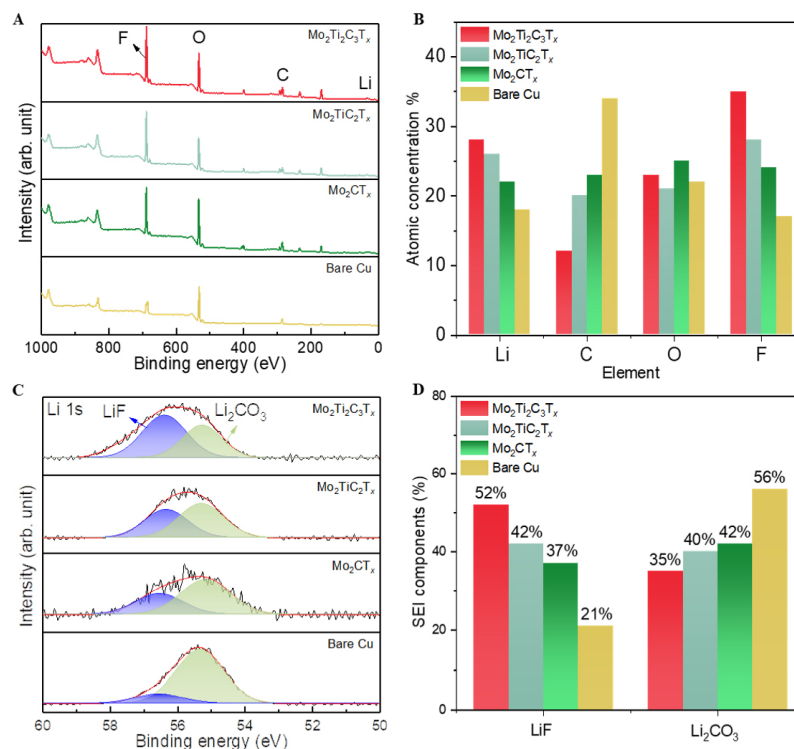 A
F
O
C
Li
Mo₂Ti₂C₃Tₓ
Mo₂TiC₂Tₓ
Mo₂CTₓ
Bare Cu
Intensity (arb. unit)
1000 800 600 400 200 0
Binding energy (eV)
B
Mo₂Ti₂C₃Tₓ
Mo₂TiC₂Tₓ
Mo₂CTₓ
Bare Cu
Atomic concentration %
40
30
20
10
0
Li C O F
Element
C
Li 1s
LiF
Li₂CO₃
Mo₂Ti₂C₃Tₓ
Mo₂TiC₂Tₓ
Mo₂CTₓ
Bare Cu
Intensity (arb. unit)
60 58 56 54 52 50
Binding energy (eV)
D
Mo₂Ti₂C₃Tₓ
Mo₂TiC₂Tₓ
Mo₂CTₓ
Bare Cu
SEI components (%)
80
60
40
20
0
52% 42% 37% 21%
35% 40% 42% 56%
LiF Li₂CO₃